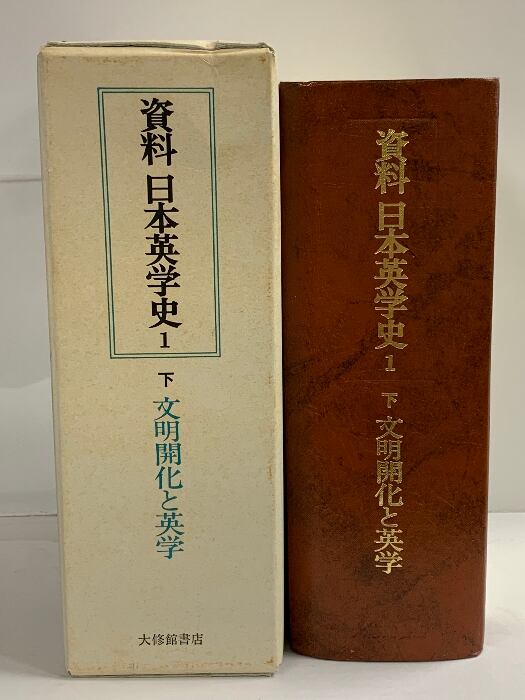 資料 日本英学史 1
下 文明開化と英学
大修館書店
資料 日本英学史 1
下 文明開化と英学